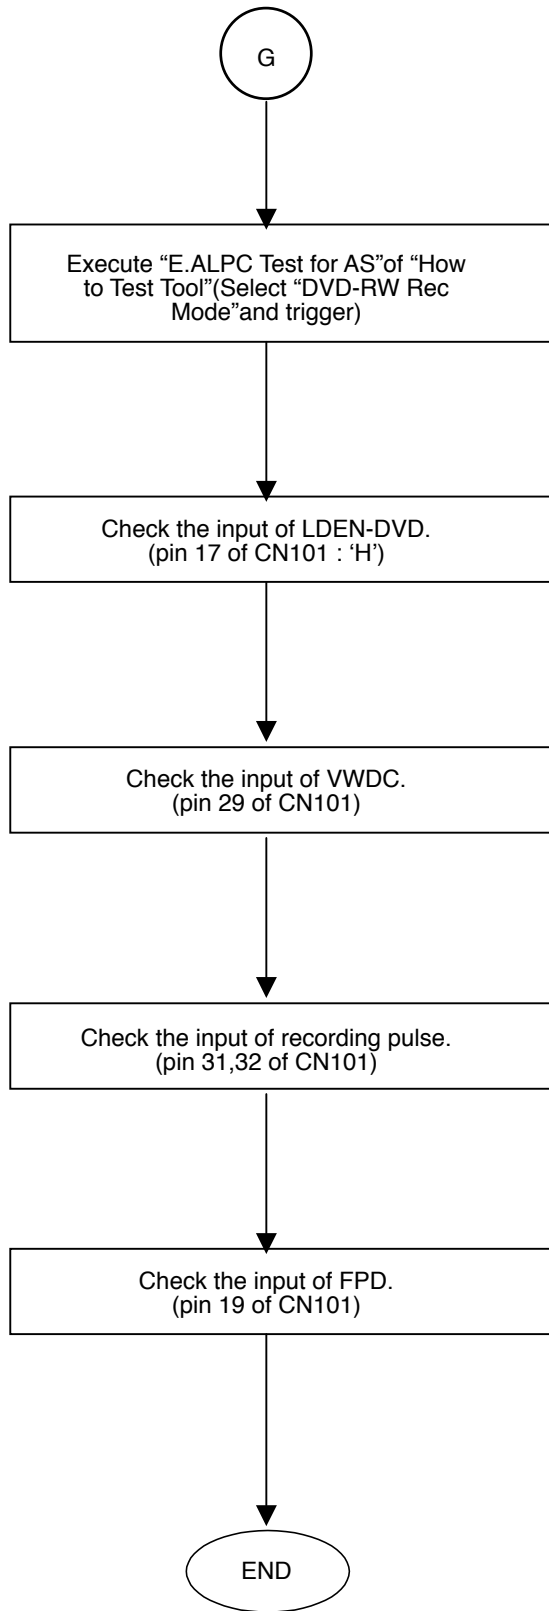 G
Execute “E.ALPC Test for AS”of “How
to Test Tool”(Select “DVD-RW Rec
Mode”and trigger)
Check the input of LDEN-DVD.
(pin 17 of CN101 : ‘H’)
Check the input of VWDC.
(pin 29 of CN101)
Check the input of recording pulse.
(pin 31,32 of CN101)
Check the input of FPD.
(pin 19 of CN101)
END